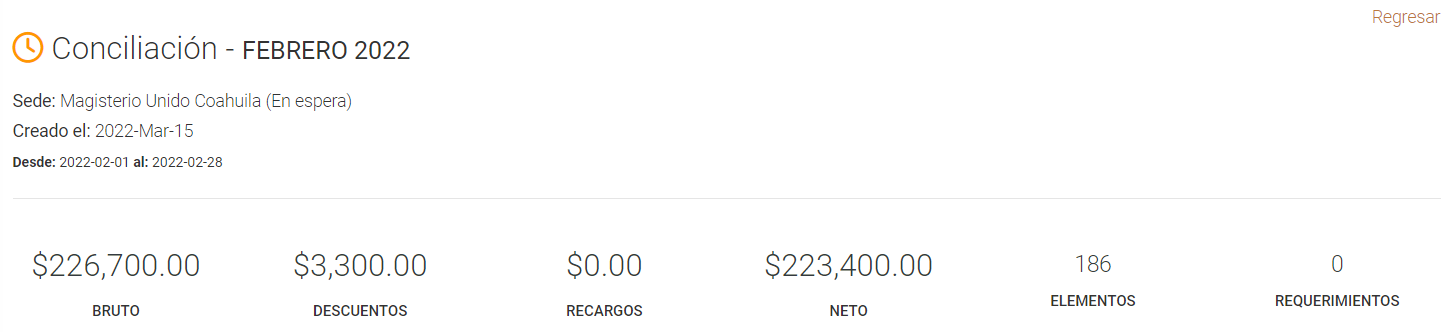 Regresar
Conciliación - FEBRERO 2022
Sede: Magisterio Unido Coahuila (En espera)
Creado el: 2022-Mar-15
Desde: 2022-02-01 al: 2022-02-28
$226,700.00 $3,300.00 $0.00 $223,400.00 186 0
BRUTO DESCUENTOS RECARGOS NETO ELEMENTOS REQUERIMIENTOS